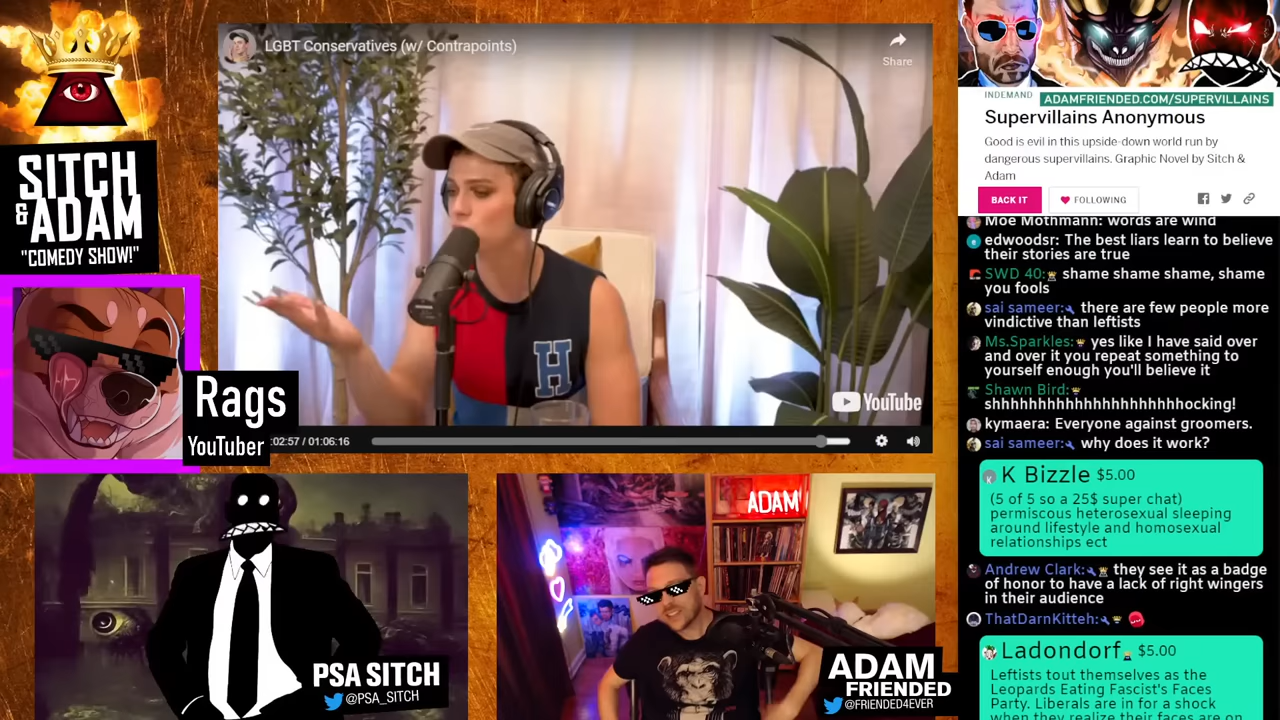 SITCH
& ADAM
"COMEDY SHOW!"
LGBT Conservatives (w/ Contrapoints)
Share
H
YouTube
:02:57 / 01:06:16
Rags
YouTuber
PSA SITCH
@PSA_SITCH
ADAM
ADAM
FRIENDED
@FRIENDED4EVER
INDEMAND
ADAMFRIENDED.COM/SUPERVILLAINS
Supervillains Anonymous
Good is evil in this upside-down world run by
dangerous supervillains. Graphic Novel by Sitch &
Adam
BACK IT
FOLLOWING
Moe Mothmann: words are wind
edwoodsr: The best liars learn to believe
their stories are true
SWD 40: shame shame shame, shame
you fools
sai sameer: there are few people more
vindictive than leftists
Ms.Sparkles: yes like I have said over
and over it you repeat something to
yourself enough you'll believe it
Shawn Bird:
shhhhhhhhhhhhhhhhhhhhhocking!
kymaera: Everyone against groomers.
sai sameer: why does it work?
K Bizzle $5.00
(5 of 5 so a 25$ super chat)
permiscous heterosexual sleeping
around lifestyle and homosexual
relationships ect
Andrew Clark: they see it as a badge
of honor to have a lack of right wingers
in their audience
ThatDarnKitteh:
Ladondorf $5.00
Leftists tout themselves as the
Leopards Eating Fascist's Faces
Party. Liberals are in for a shock
when they realize their faces are on